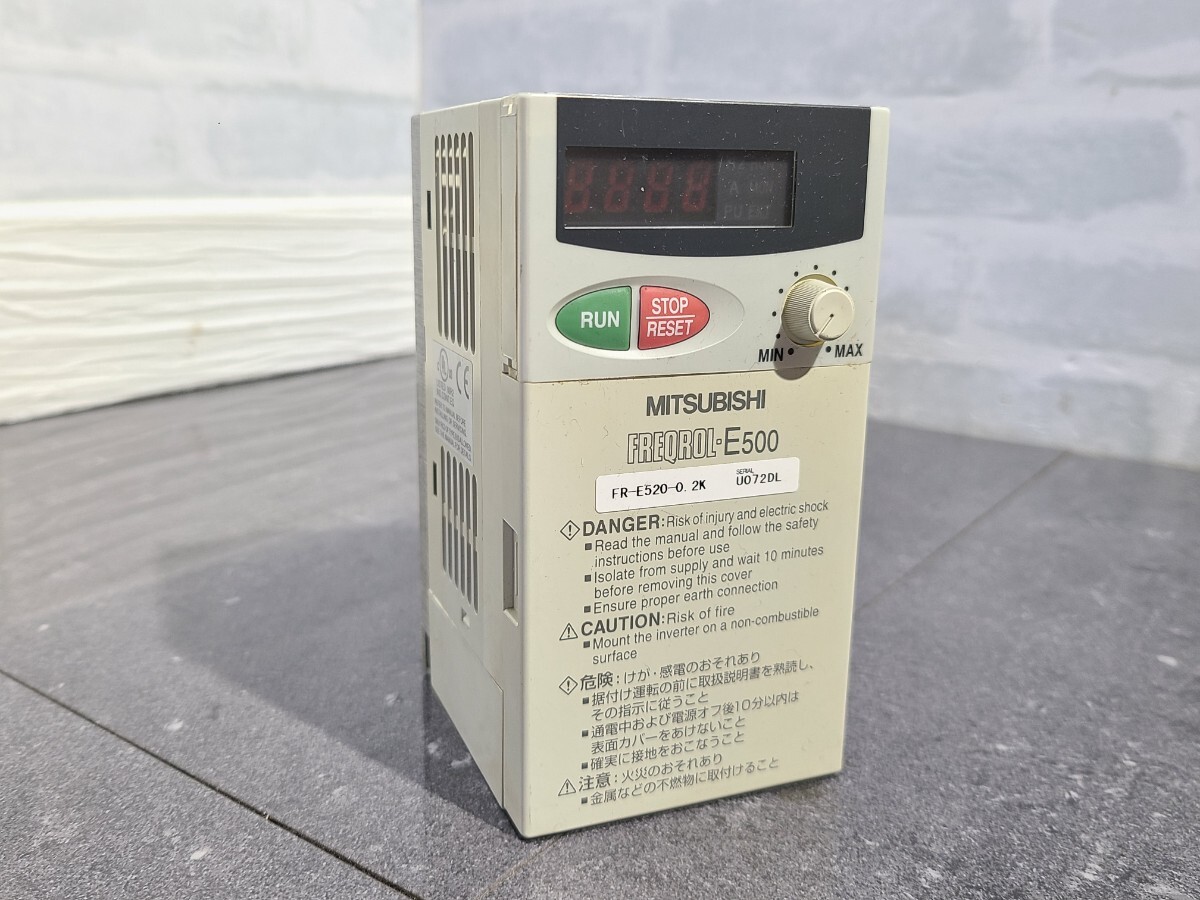 RUN
STOP
RESET
MIN
MAX
MITSUBISHI
FREQROL-E500
SERIAL
FR-E520-0.2K U072DL
DANGER: Risk of injury and electric shock
■ Read the manual and follow the safety
instructions before use
■ Isolate from supply and wait 10 minutes
before removing this cover
■ Ensure proper earth connection
CAUTION: Risk of fire
■ Mount the inverter on a non-combustible
surface
危険：けが・感電のおそれあり
■ 据付け運転の前に取扱説明書を熟読し、
その指示に従うこと
■ 通電中および電源オフ後10分以内は
表面カバーをあけないこと
■ 確実に接地をおこなうこと
注意：火災のおそれあり
■ 金属などの不燃物に取付けること
UL
CE